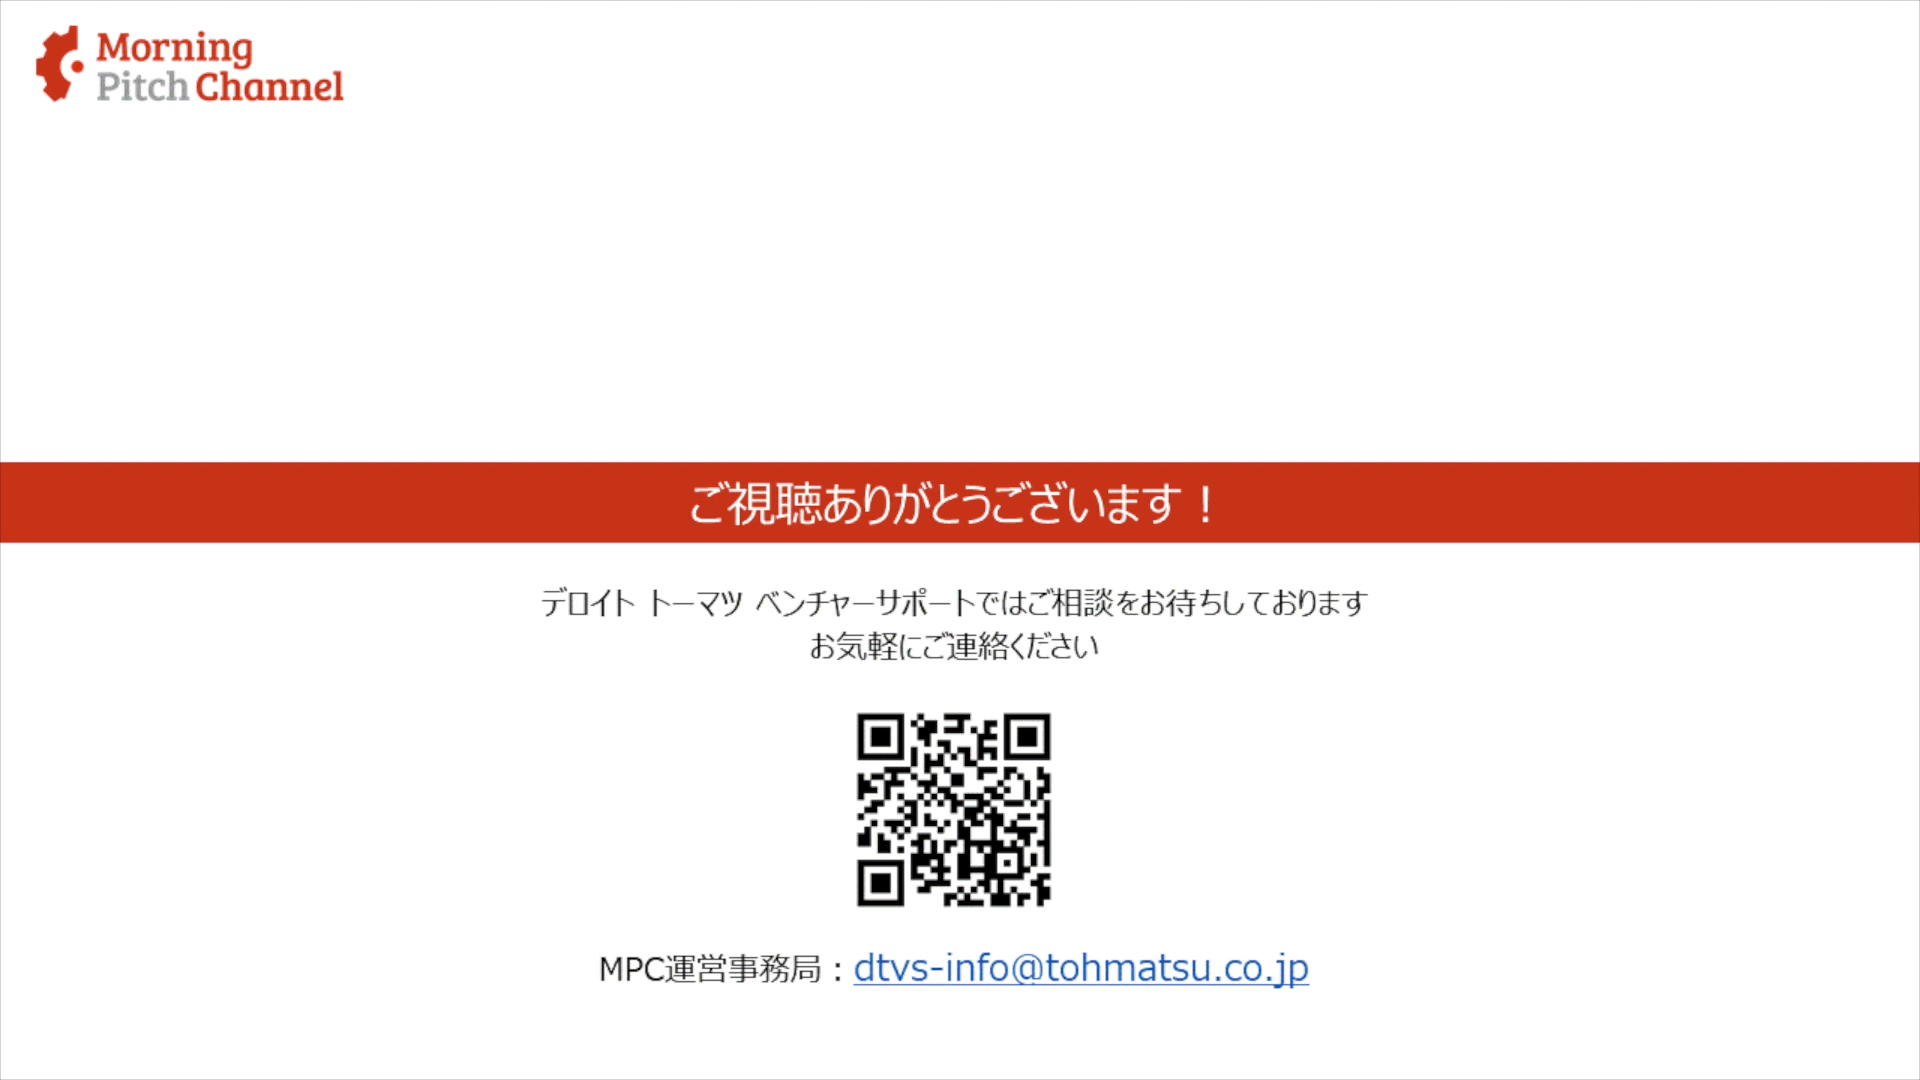 Morning
Pitch Channel
ご視聴ありがとうございます！
デロイト トーマツ ベンチャーサポートではご相談をお待ちしております
お気軽にご連絡ください
MPC運営事務局：dtvs-info@tohmatsu.co.jp